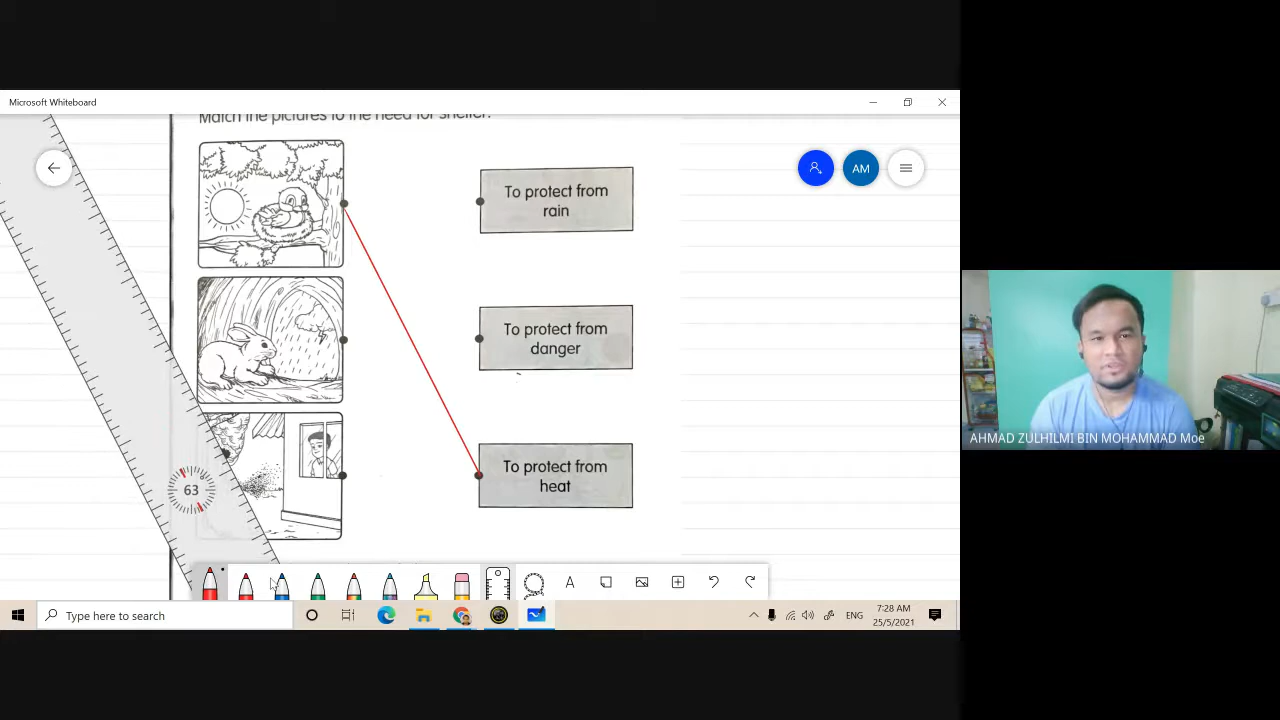 Microsoft Whiteboard
Match the pictures to the need for shelter.
AM
To protect from
rain
To protect from
danger
To protect from
heat
63
A
AHMAD ZULHILMI BIN MOHAMMAD Moe
Type here to search
ENG
7:28 AM
25/5/2021